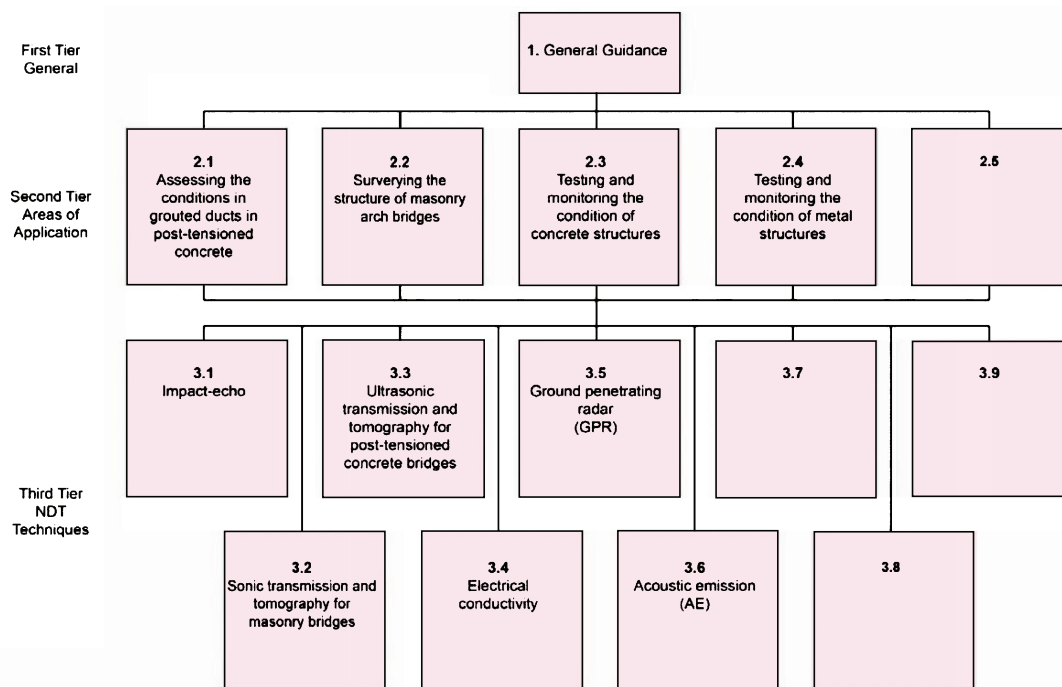 First Tier
General
1. General Guidance
Second Tier
Areas of
Application
2.1
Assessing the
conditions in
grouted ducts in
post-tensioned
concrete
2.2
Surverying the
structure of masonry
arch bridges
2.3
Testing and
monitoring the
condition of
concrete structures
2.4
Testing and
monitoring the
condition of metal
structures
2.5
Third Tier
NDT
Techniques
3.1
Impact-echo
3.3
Ultrasonic
transmission and
tomography for
post-tensioned
concrete bridges
3.5
Ground penetrating
radar
(GPR)
3.7
3.9
3.2
Sonic transmission and
tomography for
masonry bridges
3.4
Electrical
conductivity
3.6
Acoustic emission
(AE)
3.8